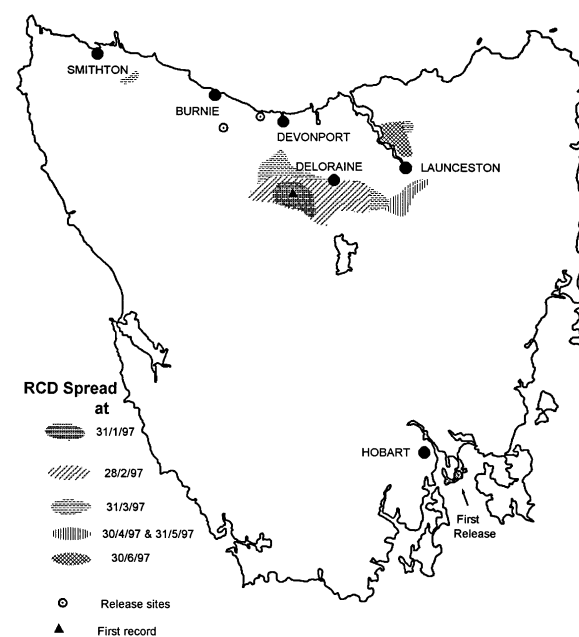 SMITHTON
BURNIE
DEVONPORT
DELORAINE
LAUNCESTON
RCD Spread
at
31/1/97
28/2/97
31/3/97
30/4/97 & 31/5/97
30/6/97
Release sites
First record
HOBART
First
Release